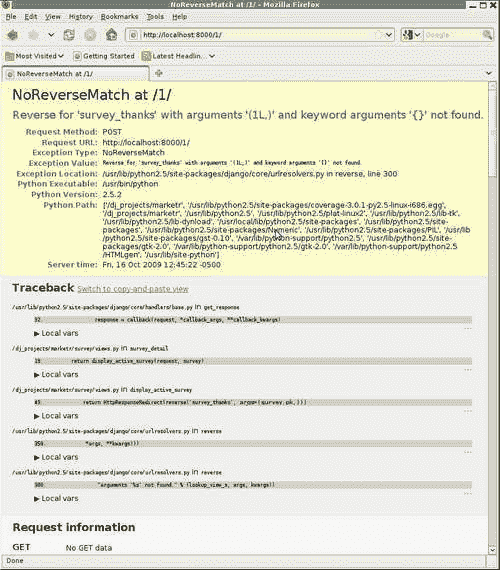 NoReverseMatch at /1/ - Mozilla Firefox
File Edit View History Bookmarks Tools Help
http://localhost:8000/1/
Google
Most Visited Getting Started Latest Headlin...
NoReverseMatch at /1/
NoReverseMatch at /1/
Reverse for 'survey_thanks' with arguments '(1L,)' and keyword arguments '{}' not found.
Request Method: POST
Request URL: http://localhost:8000/1/
Exception Type: NoReverseMatch
Exception Value: Reverse for 'survey_thanks' with arguments '(1L,)' and keyword arguments '{}' not found.
Exception Location: /usr/lib/python2.5/site-packages/django/core/urlresolvers.py in reverse, line 300
Python Executable: /usr/bin/python
Python Version: 2.5.2
Python Path: ['/dj_projects/marketr', '/usr/lib/python2.5/site-packages/coverage-3.0.1-py2.5-linux-i686.egg',
'/dj_projects/marketr', '/usr/lib/python2.5', '/usr/lib/python2.5/plat-linux2', '/usr/lib/python2.5/lib-tk',
'/usr/lib/python2.5/lib-dynload', '/usr/local/lib/python2.5/site-packages', '/usr/lib/python2.5/site-
packages', '/usr/lib/python2.5/site-packages/Numeric', '/usr/lib/python2.5/site-packages/PIL', '/usr/lib
/python2.5/site-packages/gst-0.10', '/var/lib/python-support/python2.5', '/usr/lib/python2.5/site-
packages/gtk-2.0', '/var/lib/python-support/python2.5/gtk-2.0', '/usr/lib/python2.5/site-packages
/HTMLgen', '/usr/lib/site-python']
Server time: Fri, 16 Oct 2009 12:45:22 -0500
Traceback Switch to copy-and-paste view
/usr/lib/python2.5/site-packages/django/core/handlers/base.py in get_response
92. response = callback(request, *callback_args, **callback_kwargs)
...
▶ Local vars
/dj_projects/marketr/survey/views.py in survey_detail
19. return display_active_survey(request, survey)
...
▶ Local vars
/dj_projects/marketr/survey/views.py in display_active_survey
45. return HttpResponseRedirect(reverse('survey_thanks', args=(survey.pk,)))
...
▶ Local vars
/usr/lib/python2.5/site-packages/django/core/urlresolvers.py in reverse
350. *args, **kwargs)))
...
▶ Local vars
/usr/lib/python2.5/site-packages/django/core/urlresolvers.py in reverse
300. "arguments '%s' not found." % (lookup_view_s, args, kwargs))
...
▶ Local vars
Request information
GET No GET data
Done